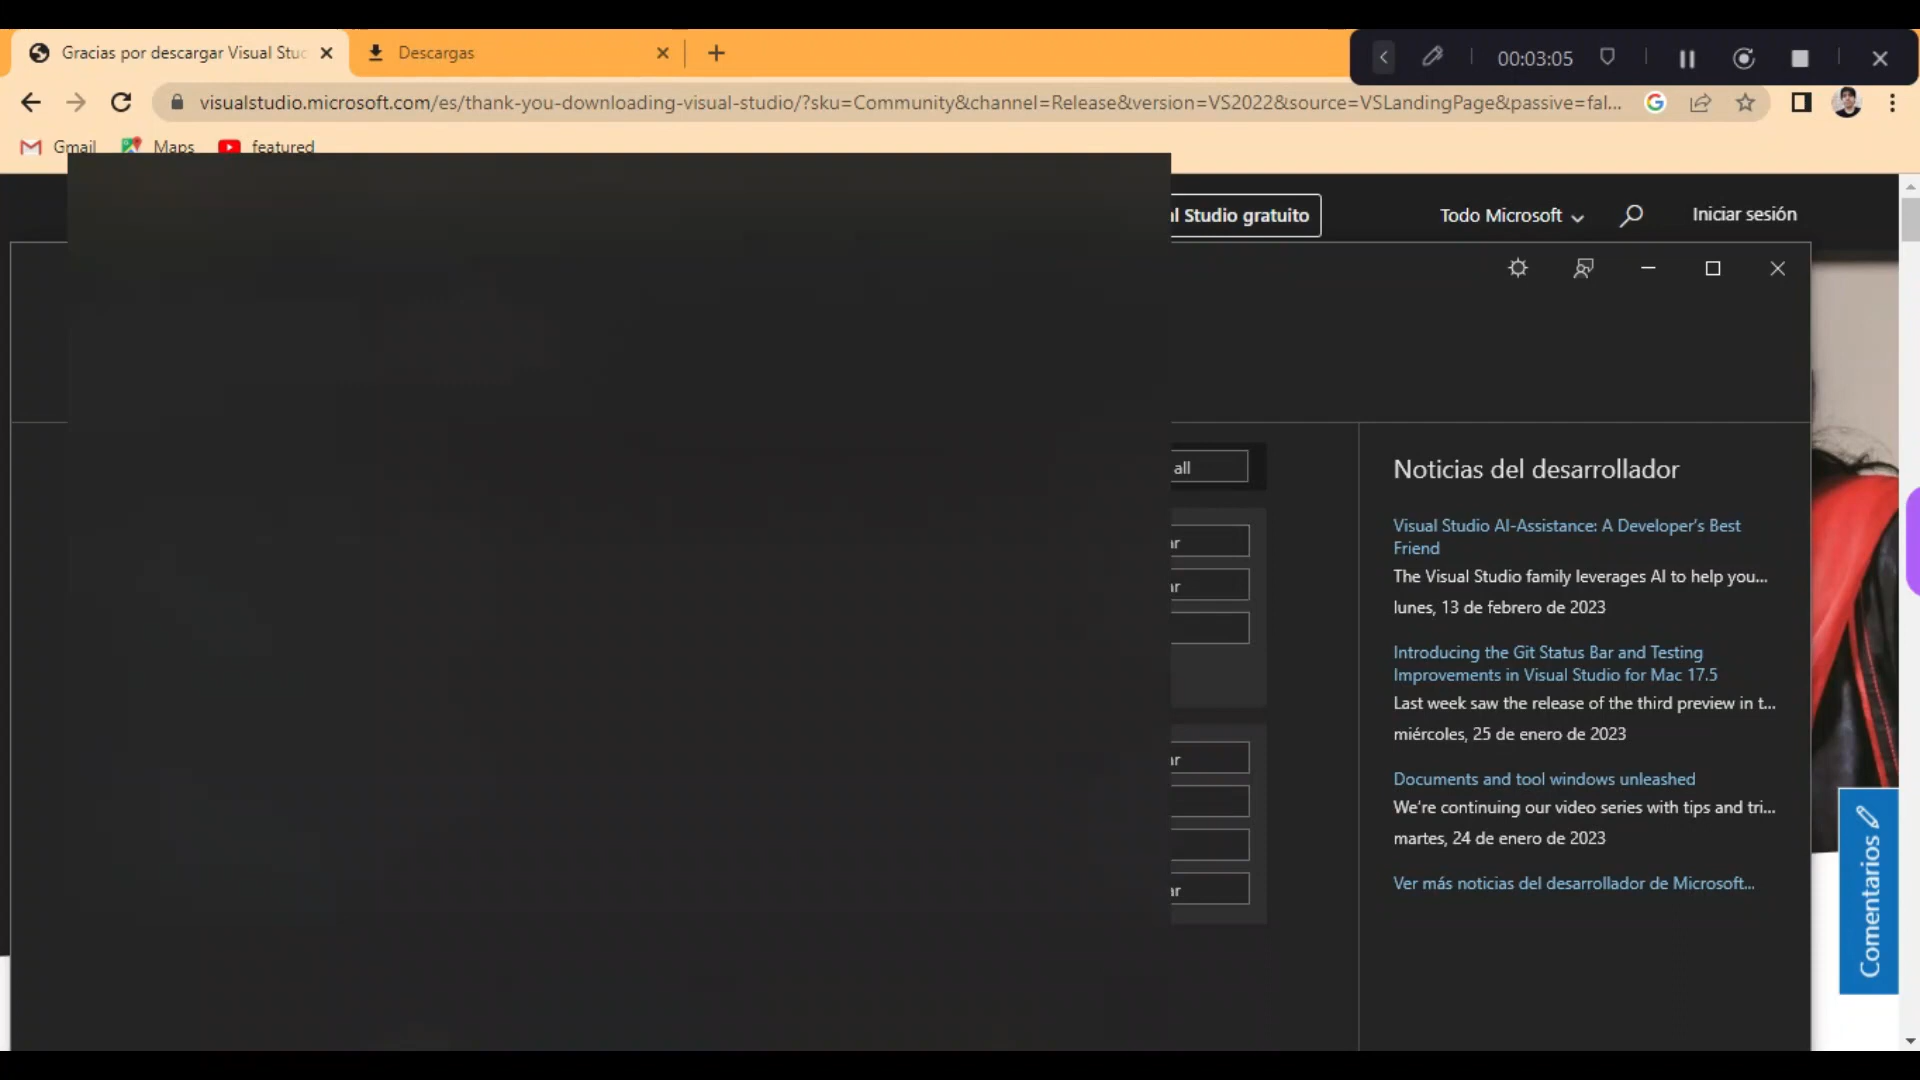 Gracias por descargar Visual Stuc
Descargas
00:03:05
visualstudio.microsoft.com/es/thank-you-downloading-visual-studio/?sku=Community&channel=Release&version=VS2022&source=VSLandingPage&passive=fal...
Gmail
Maps
featured
l Studio gratuito
Todo Microsoft
Iniciar sesión
all
ar
ar
ar
ar
Noticias del desarrollador
Visual Studio AI-Assistance: A Developer's Best
Friend
The Visual Studio family leverages AI to help you...
lunes, 13 de febrero de 2023
Introducing the Git Status Bar and Testing
Improvements in Visual Studio for Mac 17.5
Last week saw the release of the third preview in t...
miércoles, 25 de enero de 2023
Documents and tool windows unleashed
We're continuing our video series with tips and tri...
martes, 24 de enero de 2023
Ver más noticias del desarrollador de Microsoft...
Comentarios